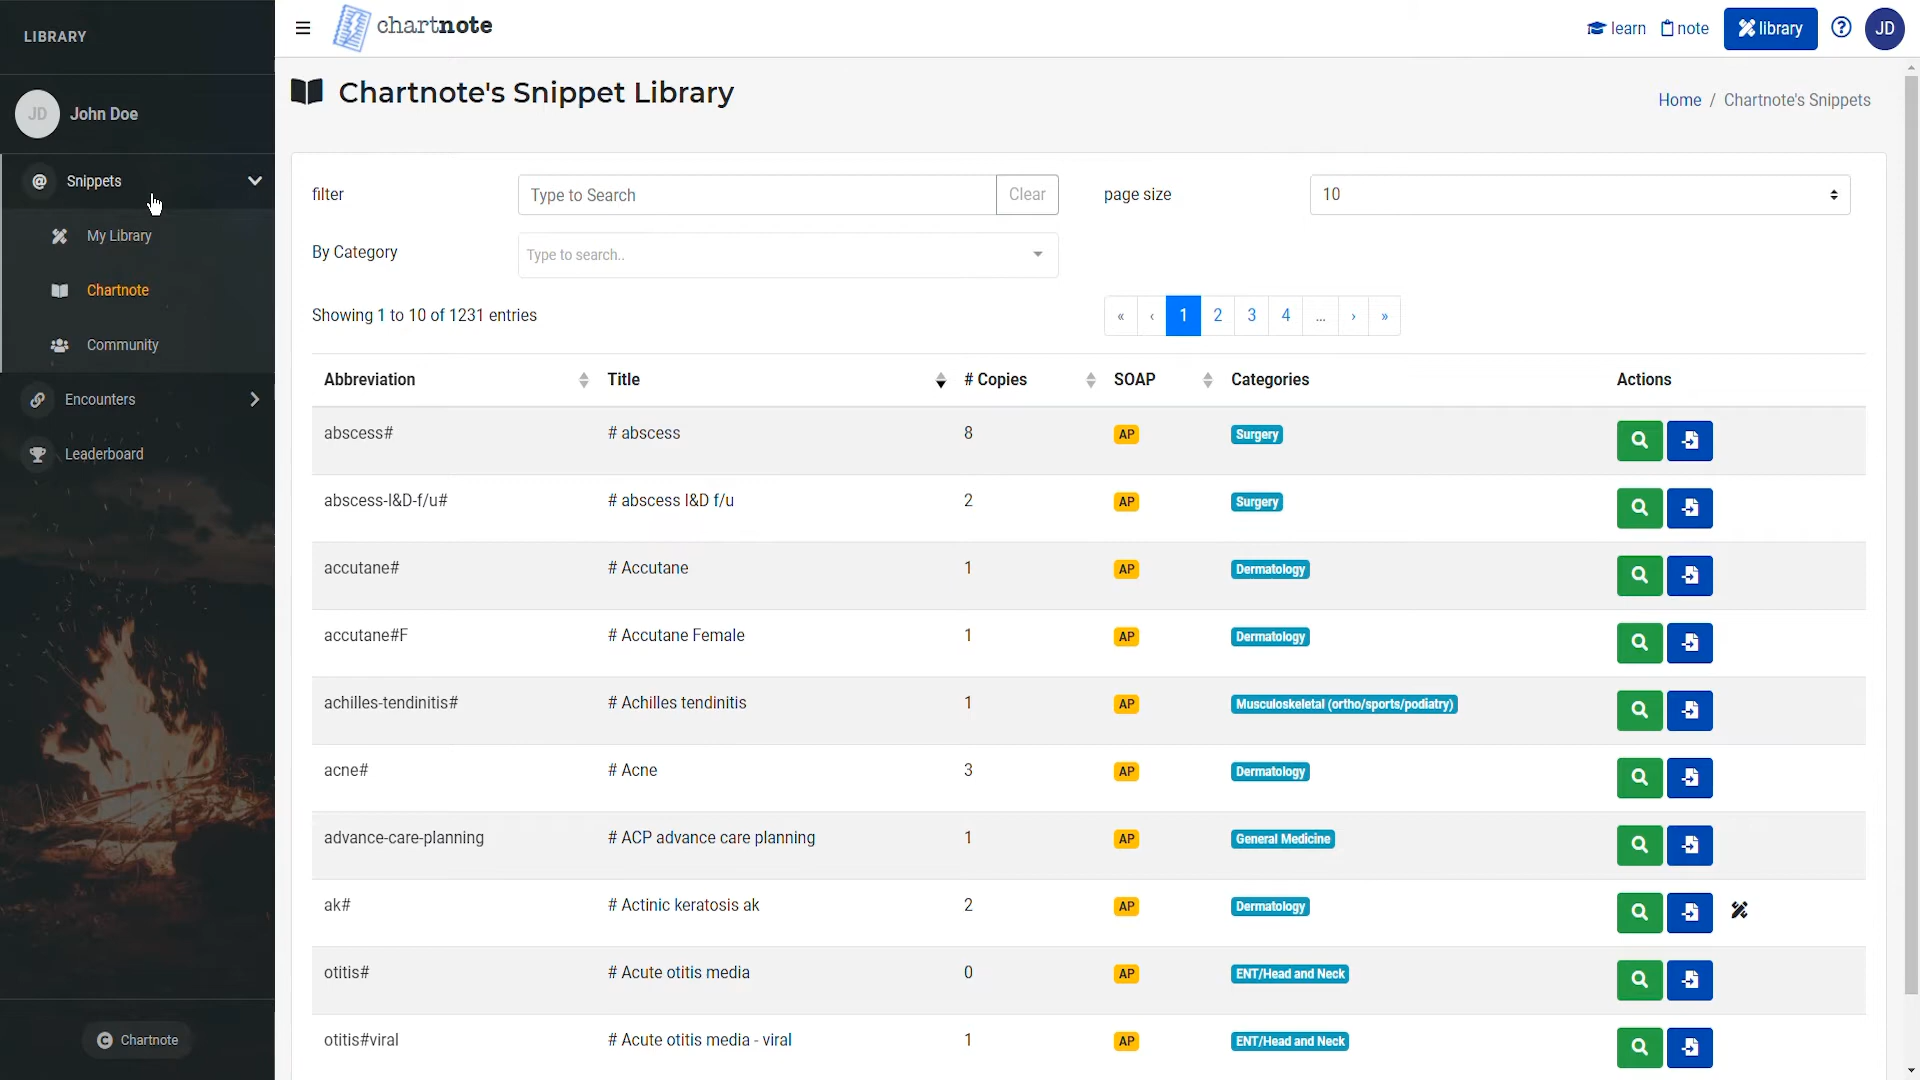 LIBRARY
JD John Doe
@ Snippets
My Library
Chartnote
Community
Encounters
Leaderboard
C Chartnote
chartnote
learn note library ? JD
Chartnote's Snippet Library
Home / Chartnote's Snippets
filter Type to Search Clear page size 10
By Category Type to search..
Showing 1 to 10 of 1231 entries « ‹ 1 2 3 4 ... › »
Abbreviation Title # Copies SOAP Categories Actions
abscess# # abscess 8 AP Surgery
abscess-I&D-f/u# # abscess I&D f/u 2 AP Surgery
accutane# # Accutane 1 AP Dermatology
accutane#F # Accutane Female 1 AP Dermatology
achilles-tendinitis# # Achilles tendinitis 1 AP Musculoskeletal (ortho/sports/podiatry)
acne# # Acne 3 AP Dermatology
advance-care-planning # ACP advance care planning 1 AP General Medicine
ak# # Actinic keratosis ak 2 AP Dermatology
otitis# # Acute otitis media 0 AP ENT/Head and Neck
otitis#viral # Acute otitis media - viral 1 AP ENT/Head and Neck